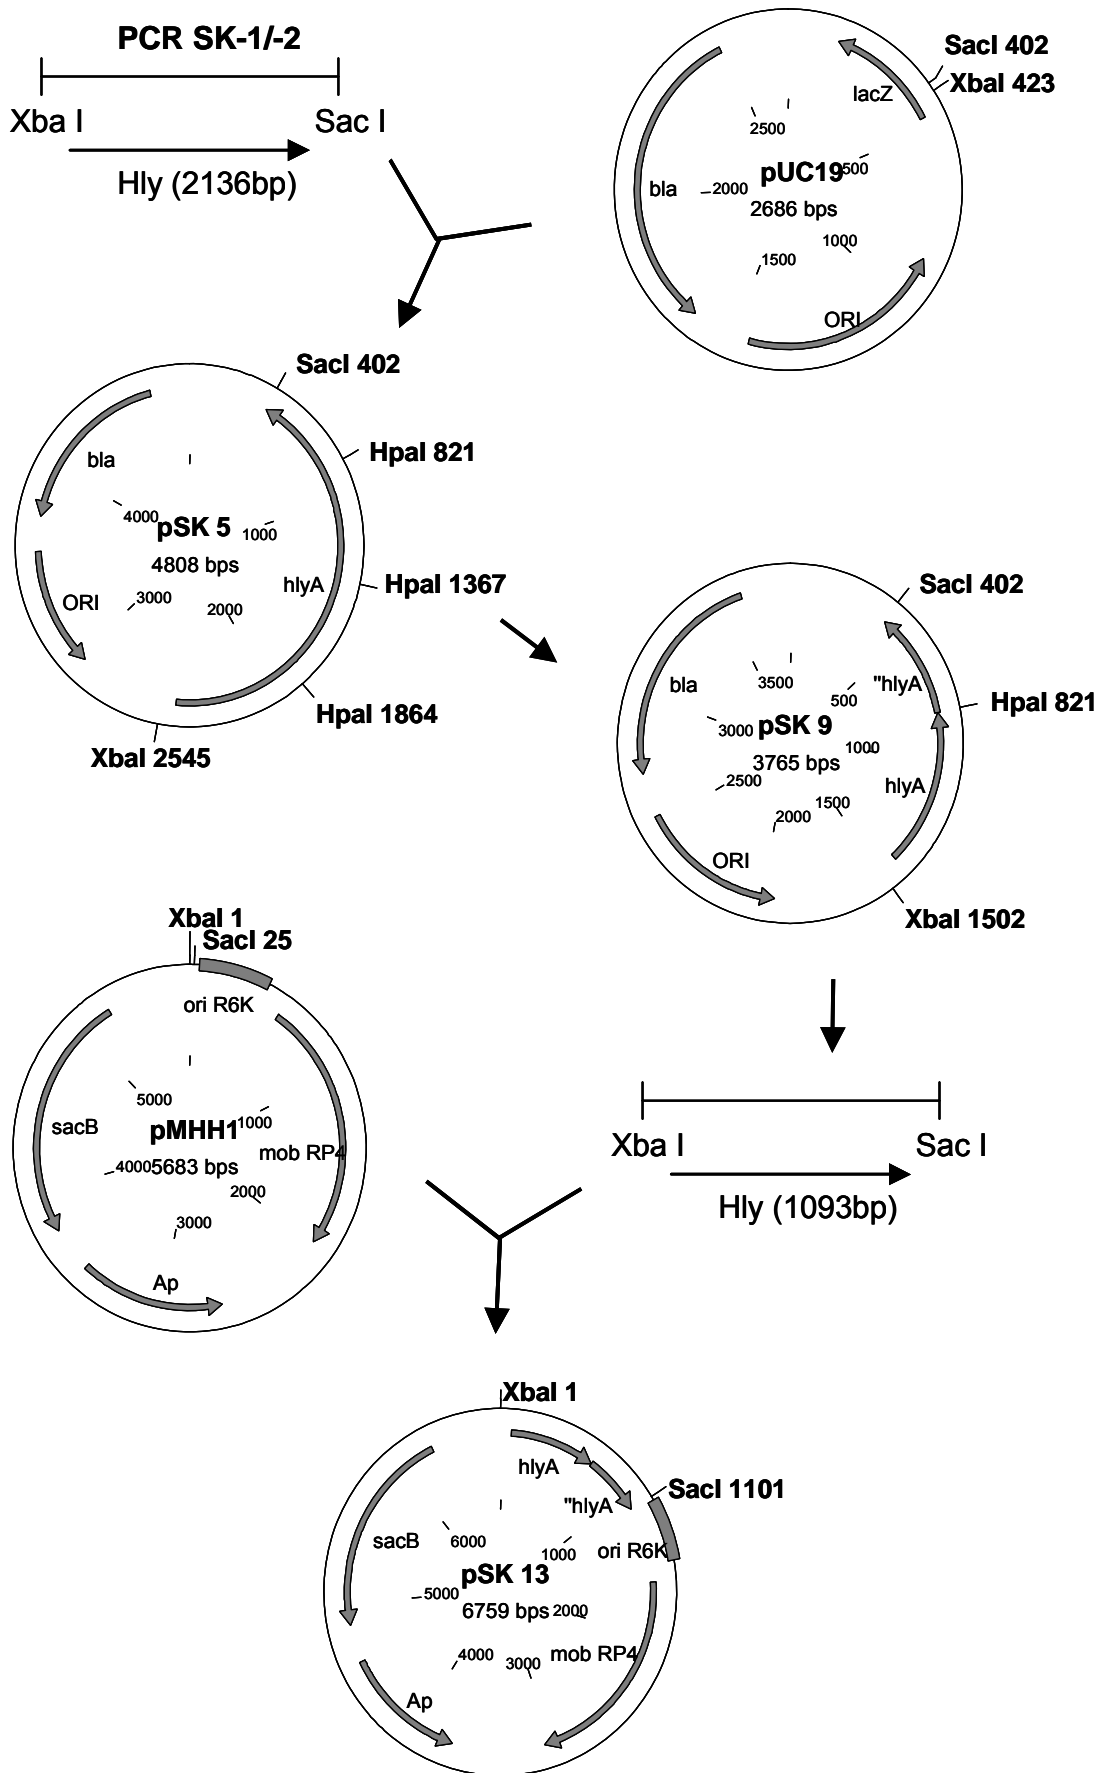 PCR SK-1/-2
Xba I
Sac I
Hly (2136bp)
SacI 402
XbaI 423
lacZ
2500
pUC19
500
bla
2000
2686 bps
1000
1500
ORI
SacI 402
HpaI 821
bla
4000
pSK 5
1000
4808 bps
HpaI 1367
hlyA
ORI
3000
2000
HpaI 1864
XbaI 2545
SacI 402
bla
3500
500
"hlyA
HpaI 821
3000
pSK 9
1000
3765 bps
2500
hlyA
1500
2000
ORI
XbaI 1502
XbaI 1
SacI 25
ori R6K
5000
sacB
pMHH1
1000
mob RP4
4000
5683 bps
2000
3000
Ap
Xba I
Sac I
Hly (1093bp)
XbaI 1
hlyA
SacI 1101
"hlyA
sacB
6000
1000
ori R6K
pSK 13
5000
6759 bps
2000
4000
3000
mob RP4
Ap